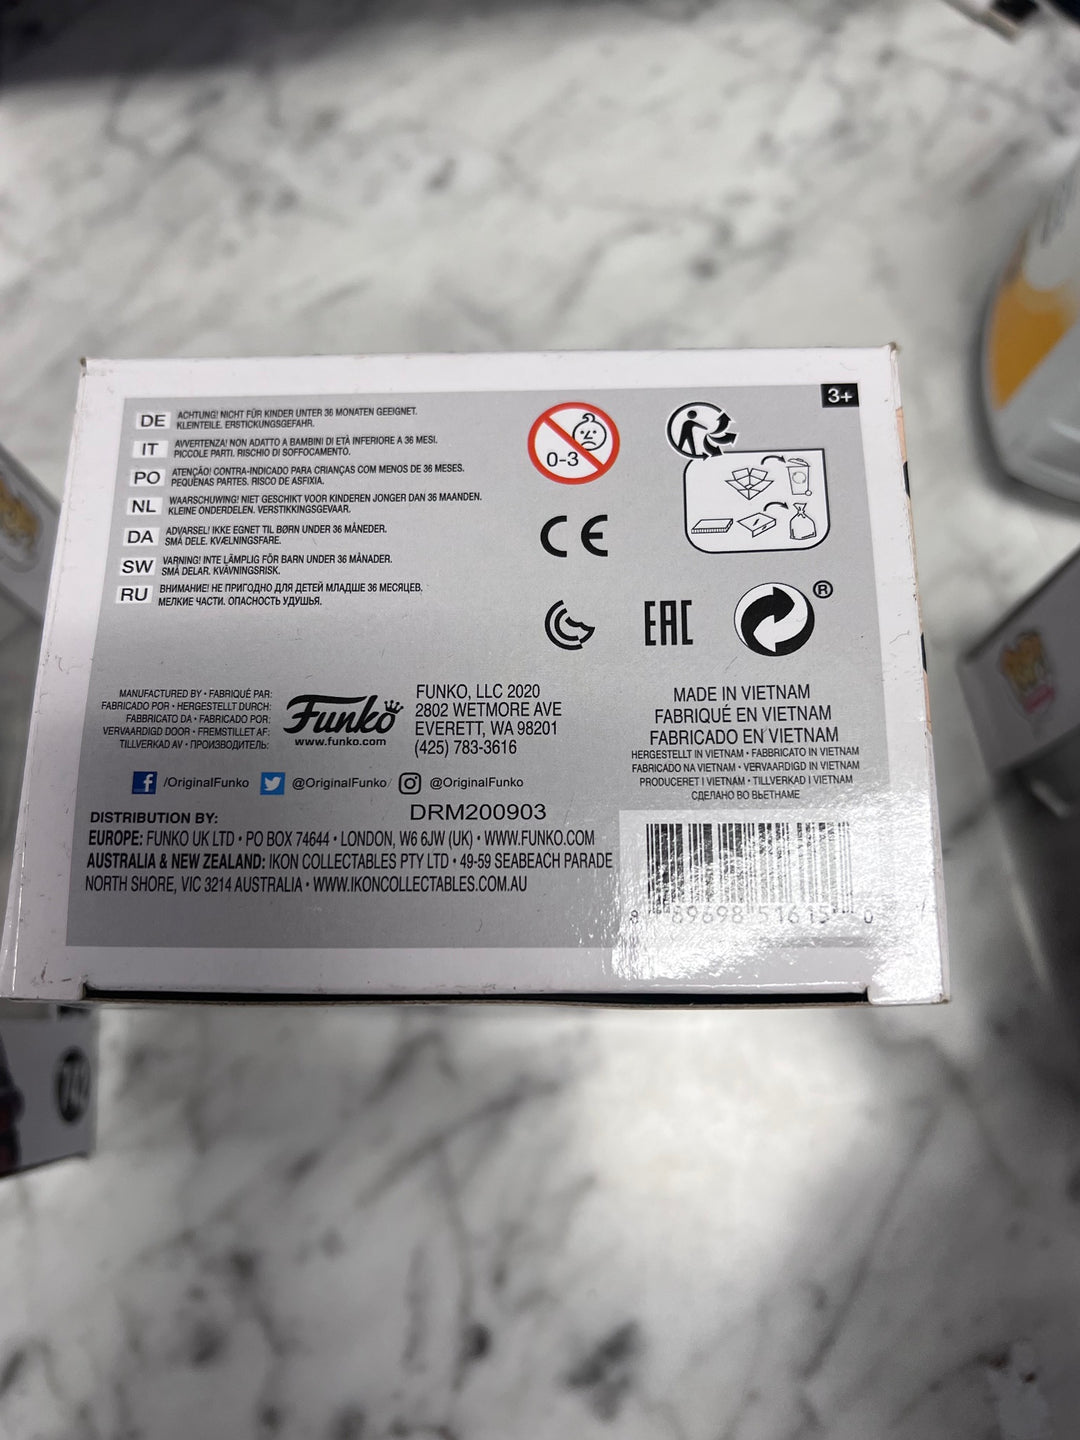 3+
DE ACHTUNG! NICHT FÜR KINDER UNTER 36 MONATEN GEEIGNET.
KLEINTEILE. ERSTICKUNGSGEFAHR.
IT AVVERTENZA! NON ADATTO A BAMBINI DI ETÀ INFERIORE A 36 MESI.
PICCOLE PARTI. RISCHIO DI SOFFOCAMENTO.
PO ATENÇÃO! CONTRA-INDICADO PARA CRIANÇAS COM MENOS DE 36 MESES.
PEQUENAS PARTES. RISCO DE ASFIXIA.
NL WAARSCHUWING! NIET GESCHIKT VOOR KINDEREN JONGER DAN 36 MAANDEN.
KLEINE ONDERDELEN. VERSTIKKINGSGEVAAR.
DA ADVARSEL! IKKE EGNET TIL BØRN UNDER 36 MÅNEDER.
SMÅ DELE. KVÆLNINGSFARE.
SW VARNING! INTE LÄMPLIG FÖR BARN UNDER 36 MÅNADER.
SMÅ DELAR. KVÄVNINGSRISK.
RU ВНИМАНИЕ! НЕ ПРИГОДНО ДЛЯ ДЕТЕЙ МЛАДШЕ 36 МЕСЯЦЕВ.
МЕЛКИЕ ЧАСТИ. ОПАСНОСТЬ УДУШЬЯ.
0-3
CE
EAC
®
MANUFACTURED BY • FABRIQUÉ PAR:
FABRICADO POR • HERGESTELLT DURCH:
FABBRICATO DA • FABRICADO POR:
VERVAARDIGD DOOR • FREMSTILLET AF:
TILLVERKAD AV • ПРОИЗВОДИТЕЛЬ:
Funko
www.funko.com
FUNKO, LLC 2020
2802 WETMORE AVE
EVERETT, WA 98201
(425) 783-3616
MADE IN VIETNAM
FABRIQUÉ EN VIETNAM
FABRICADO EN VIETNAM
HERGESTELLT IN VIETNAM • FABBRICATO IN VIETNAM
FABRICADO NA VIETNAM • VERVAARDIGD IN VIETNAM
PRODUCERET I VIETNAM • TILLVERKAD I VIETNAM
СДЕЛАНО ВО ВЬЕТНАМЕ
f /OriginalFunko @OriginalFunko @OriginalFunko
DRM200903
DISTRIBUTION BY:
EUROPE: FUNKO UK LTD • PO BOX 74644 • LONDON, W6 6JW (UK) • WWW.FUNKO.COM
AUSTRALIA & NEW ZEALAND: IKON COLLECTABLES PTY LTD • 49-59 SEABEACH PARADE
NORTH SHORE, VIC 3214 AUSTRALIA • WWW.IKONCOLLECTABLES.COM.AU
8 89698 51615 0